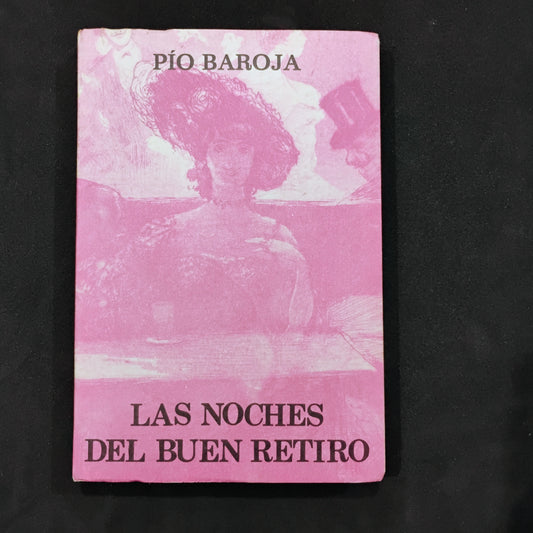 PÍO BAROJA
LAS NOCHES
DEL BUEN RETIRO